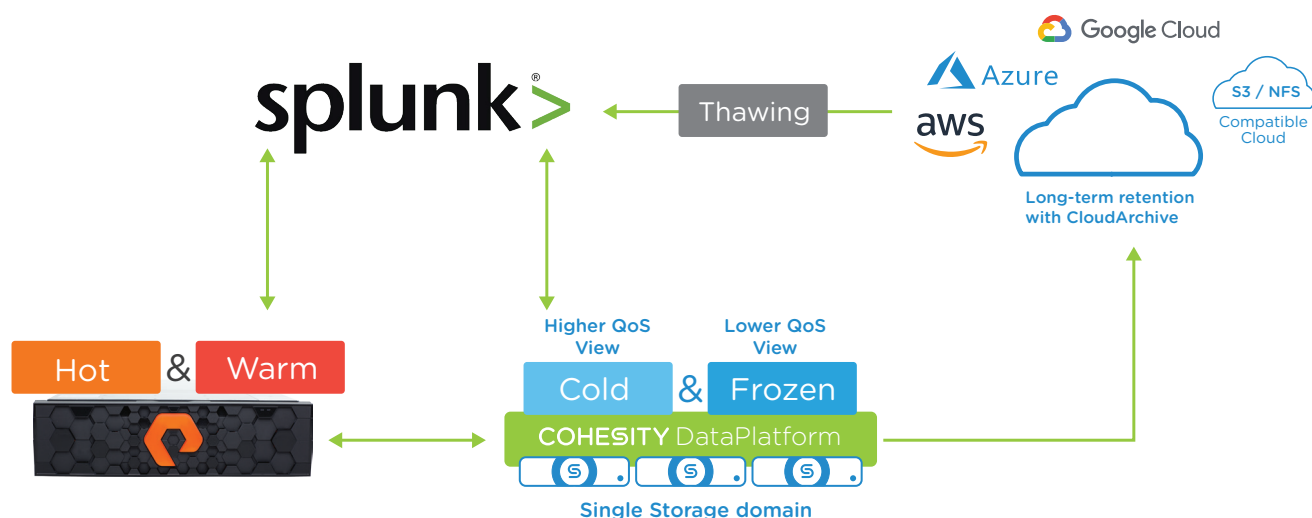 Google Cloud
Azure
S3 / NFS
splunk>®
Thawing
aws
Compatible
Cloud
Long-term retention
with CloudArchive
Higher QoS
View
Lower QoS
View
Hot & Warm
Cold & Frozen
COHESITY DataPlatform
S S S
Single Storage domain